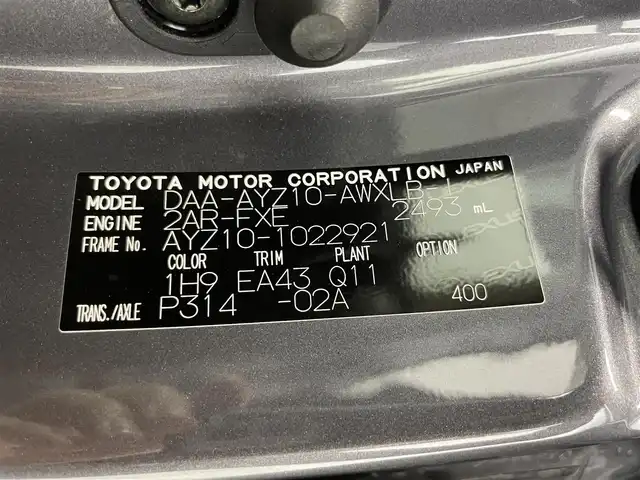 TOYOTA MOTOR CORPORATION JAPAN
MODEL DAA-AYZ10-AWXLB-1
ENGINE 2AR-FXE 2493 mL
FRAME No. AYZ10-1022921
COLOR TRIM PLANT OPTION
1H9 EA43 Q11
TRANS./AXLE P314 -02A 400